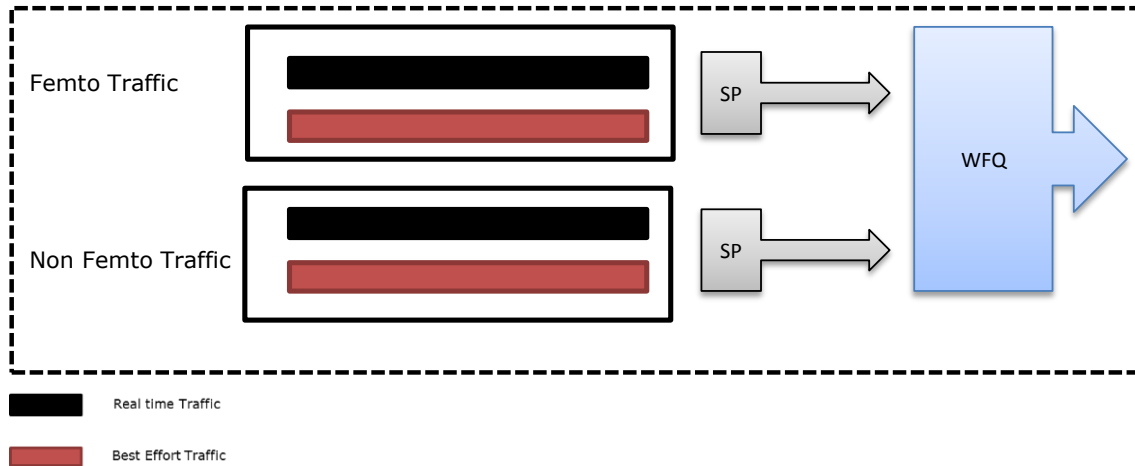 Femto Traffic
SP
WFQ
Non Femto Traffic
SP
Real time Traffic
Best Effort Traffic